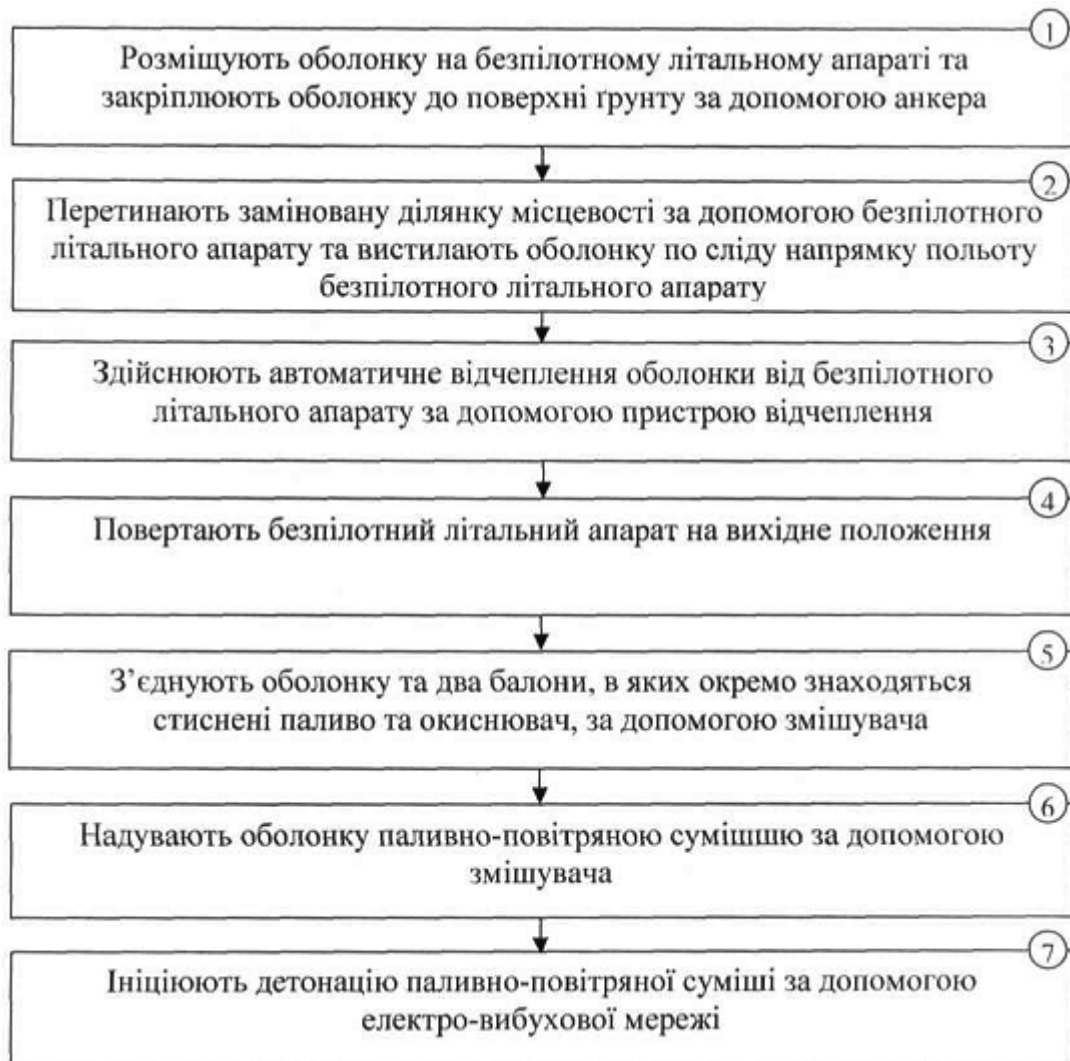 1
Розміщують оболонку на безпілотному літальному апараті та
закріплюють оболонку до поверхні ґрунту за допомогою анкера
2
Перетинають заміновану ділянку місцевості за допомогою безпілотного
літального апарату та вистилають оболонку по сліду напрямку польоту
безпілотного літального апарату
3
Здійснюють автоматичне відчеплення оболонки від безпілотного
літального апарату за допомогою пристрою відчеплення
4
Повертають безпілотний літальний апарат на вихідне положення
5
З’єднують оболонку та два балони, в яких окремо знаходяться
стиснені паливо та окиснювач, за допомогою змішувача
6
Надувають оболонку паливно-повітряною сумішшю за допомогою
змішувача
7
Ініціюють детонацію паливно-повітряної суміші за допомогою
електро-вибухової мережі